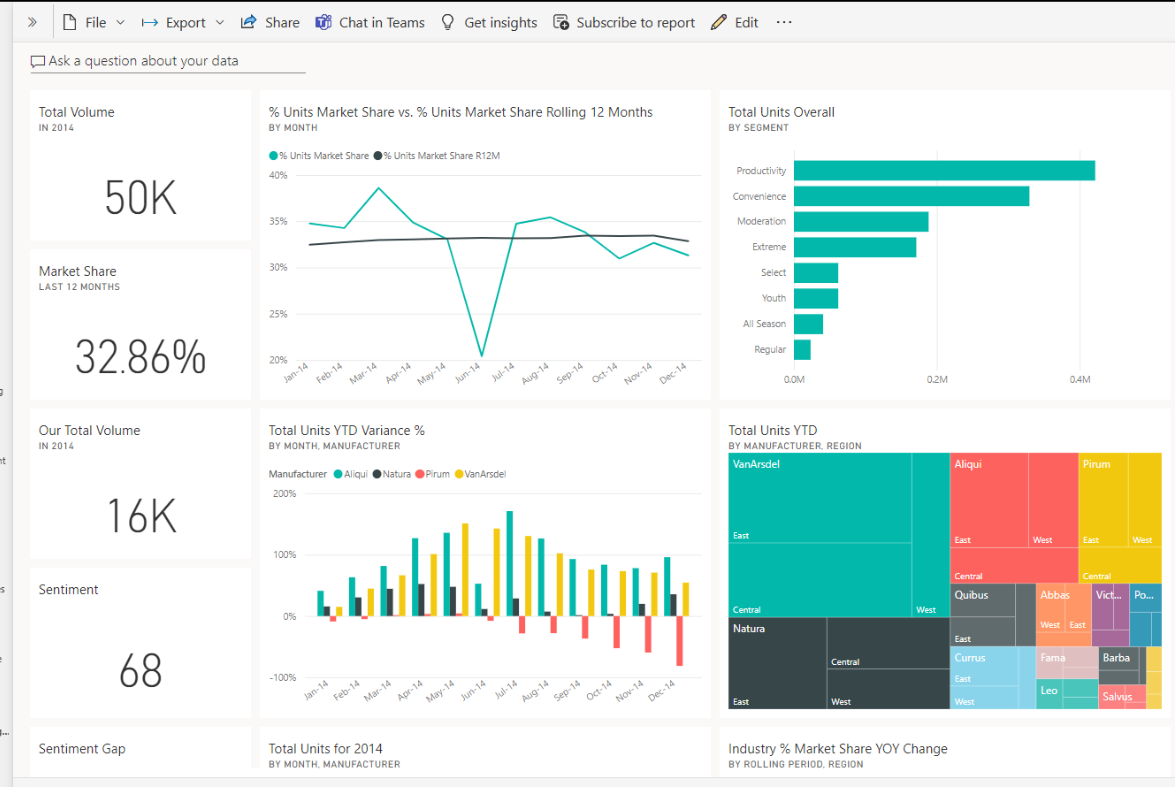 File Export Share Chat in Teams Get insights Subscribe to report Edit ...
Ask a question about your data
Total Volume
IN 2014
50K
Market Share
LAST 12 MONTHS
32.86%
Our Total Volume
IN 2014
16K
Sentiment
68
Sentiment Gap
% Units Market Share vs. % Units Market Share Rolling 12 Months
BY MONTH
% Units Market Share % Units Market Share R12M
40%
35%
30%
25%
20%
Jan-14 Feb-14 Mar-14 Apr-14 May-14 Jun-14 Jul-14 Aug-14 Sep-14 Oct-14 Nov-14 Dec-14
Total Units YTD Variance %
BY MONTH, MANUFACTURER
Manufacturer Aliqui Natura Pirum VanArsdel
200%
100%
0%
-100%
Jan-14 Feb-14 Mar-14 Apr-14 May-14 Jun-14 Jul-14 Aug-14 Sep-14 Oct-14 Nov-14 Dec-14
Total Units for 2014
BY MONTH, MANUFACTURER
Total Units Overall
BY SEGMENT
Productivity
Convenience
Moderation
Extreme
Select
Youth
All Season
Regular
0.0M 0.2M 0.4M
Total Units YTD
BY MANUFACTURER, REGION
VanArsdel
East
Central
West
Natura
East
Central
West
Aliqui
East West
Central
Pirum
East West
Central
Quibus
East
Abbas
West East
Vict...
Po...
Currus
East
West
Fama
Leo
Barba
Salvus
Industry % Market Share YOY Change
BY ROLLING PERIOD, REGION